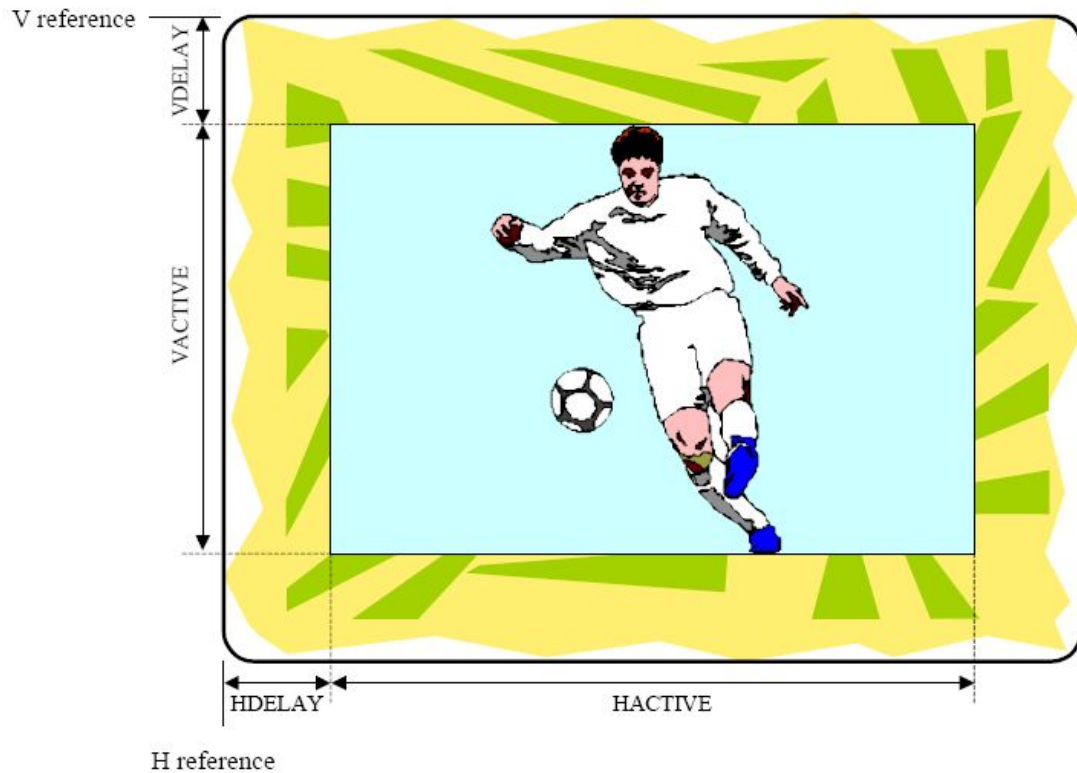 V reference
VDELAY
VACTIVE
HDELAY
HACTIVE
H reference